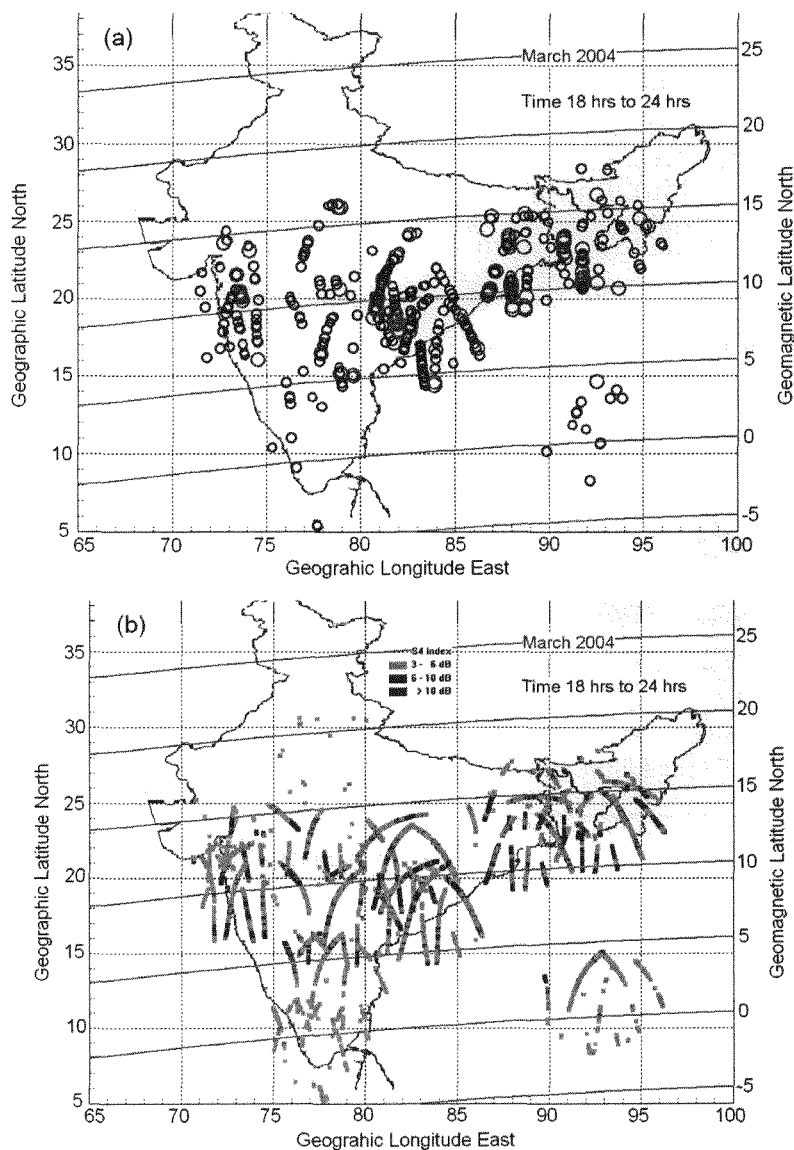 (a)
March 2004
Time 18 hrs to 24 hrs
35
30
25
20
15
10
5
25
20
15
10
5
0
-5
65 70 75 80 85 90 95 100
Geographic Latitude North
Geomagnetic Latitude North
Geograhic Longitude East
(b)
S4 Index
3 - 6 dB
6 - 10 dB
> 10 dB
March 2004
Time 18 hrs to 24 hrs
35
30
25
20
15
10
5
25
20
15
10
5
0
-5
65 70 75 80 85 90 95 100
Geographic Latitude North
Geomagnetic Latitude North
Geograhic Longitude East